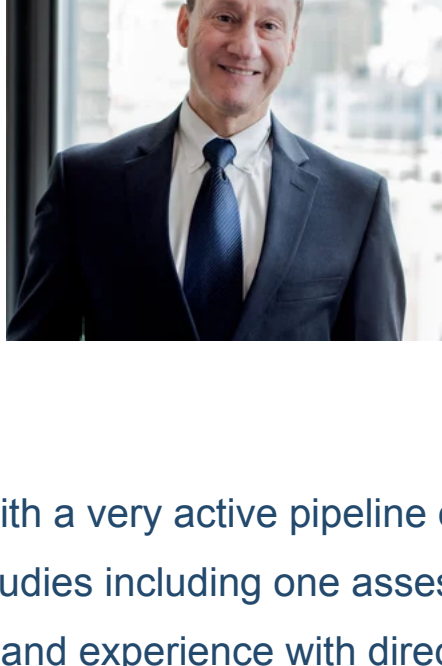 ith a very active pipeline
udies including one asses
and experience with direc